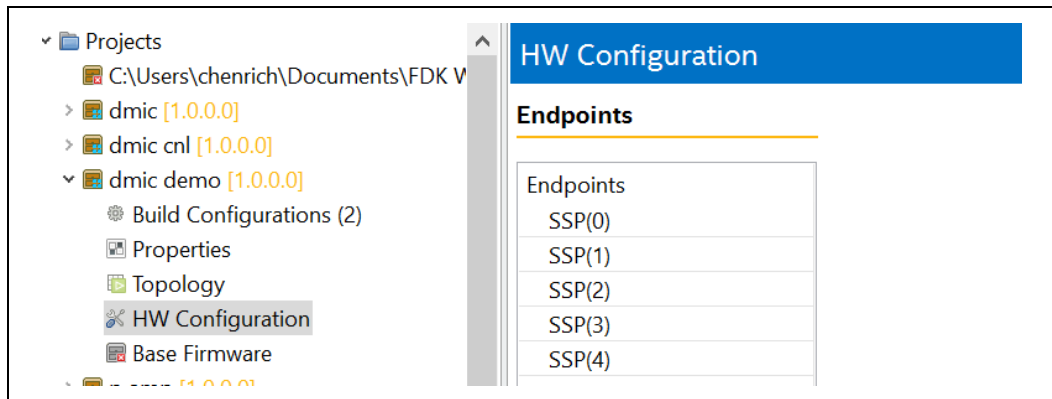 Projects
C:\Users\chenrich\Documents\FDK
dmic [1.0.0.0]
dmic cnl [1.0.0.0]
dmic demo [1.0.0.0]
Build Configurations (2)
Properties
Topology
HW Configuration
Base Firmware
HW Configuration
Endpoints
Endpoints
SSP(0)
SSP(1)
SSP(2)
SSP(3)
SSP(4)